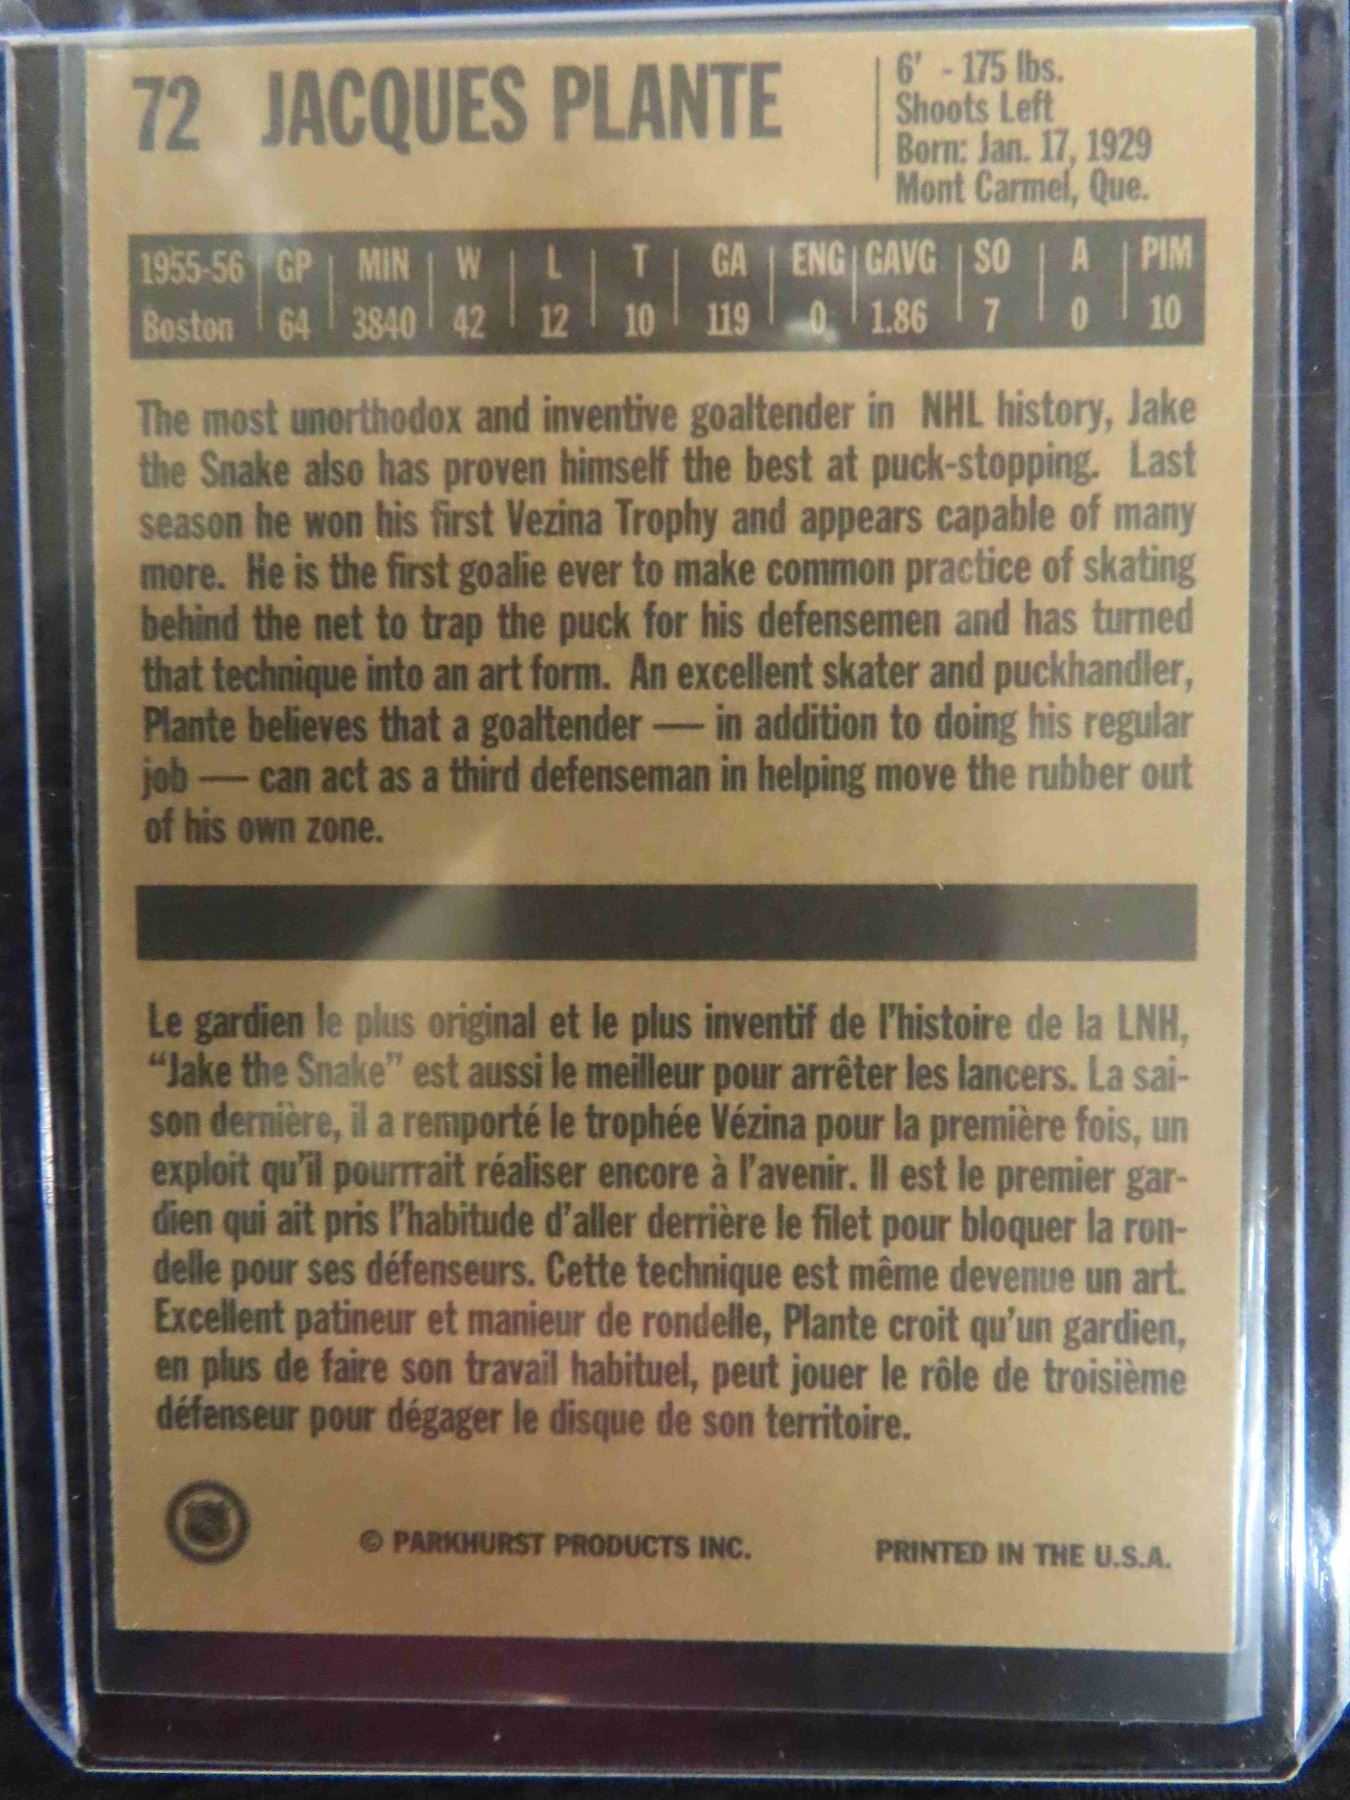 72 JACQUES PLANTE
6' - 175 lbs.
Shoots Left
Born: Jan. 17, 1929
Mont Carmel, Que.
1955-56 GP MIN W L T GA ENG GAVG SO A PIM
Boston 64 3840 42 12 10 119 0 1.86 7 0 10
The most unorthodox and inventive goaltender in NHL history, Jake
the Snake also has proven himself the best at puck-stopping. Last
season he won his first Vezina Trophy and appears capable of many
more. He is the first goalie ever to make common practice of skating
behind the net to trap the puck for his defensemen and has turned
that technique into an art form. An excellent skater and puckhandler,
Plante believes that a goaltender — in addition to doing his regular
job — can act as a third defenseman in helping move the rubber out
of his own zone.
Le gardien le plus original et le plus inventif de l'histoire de la LNH,
“Jake the Snake” est aussi le meilleur pour arrêter les lancers. La sai-
son dernière, il a remporté le trophée Vézina pour la première fois, un
exploit qu'il pourrrait réaliser encore à l'avenir. Il est le premier gar-
dien qui ait pris l'habitude d'aller derrière le filet pour bloquer la ron-
delle pour ses défenseurs. Cette technique est même devenue un art.
Excellent patineur et manieur de rondelle, Plante croit qu'un gardien,
en plus de faire son travail habituel, peut jouer le rôle de troisième
défenseur pour dégager le disque de son territoire.
© PARKHURST PRODUCTS INC.
PRINTED IN THE U.S.A.